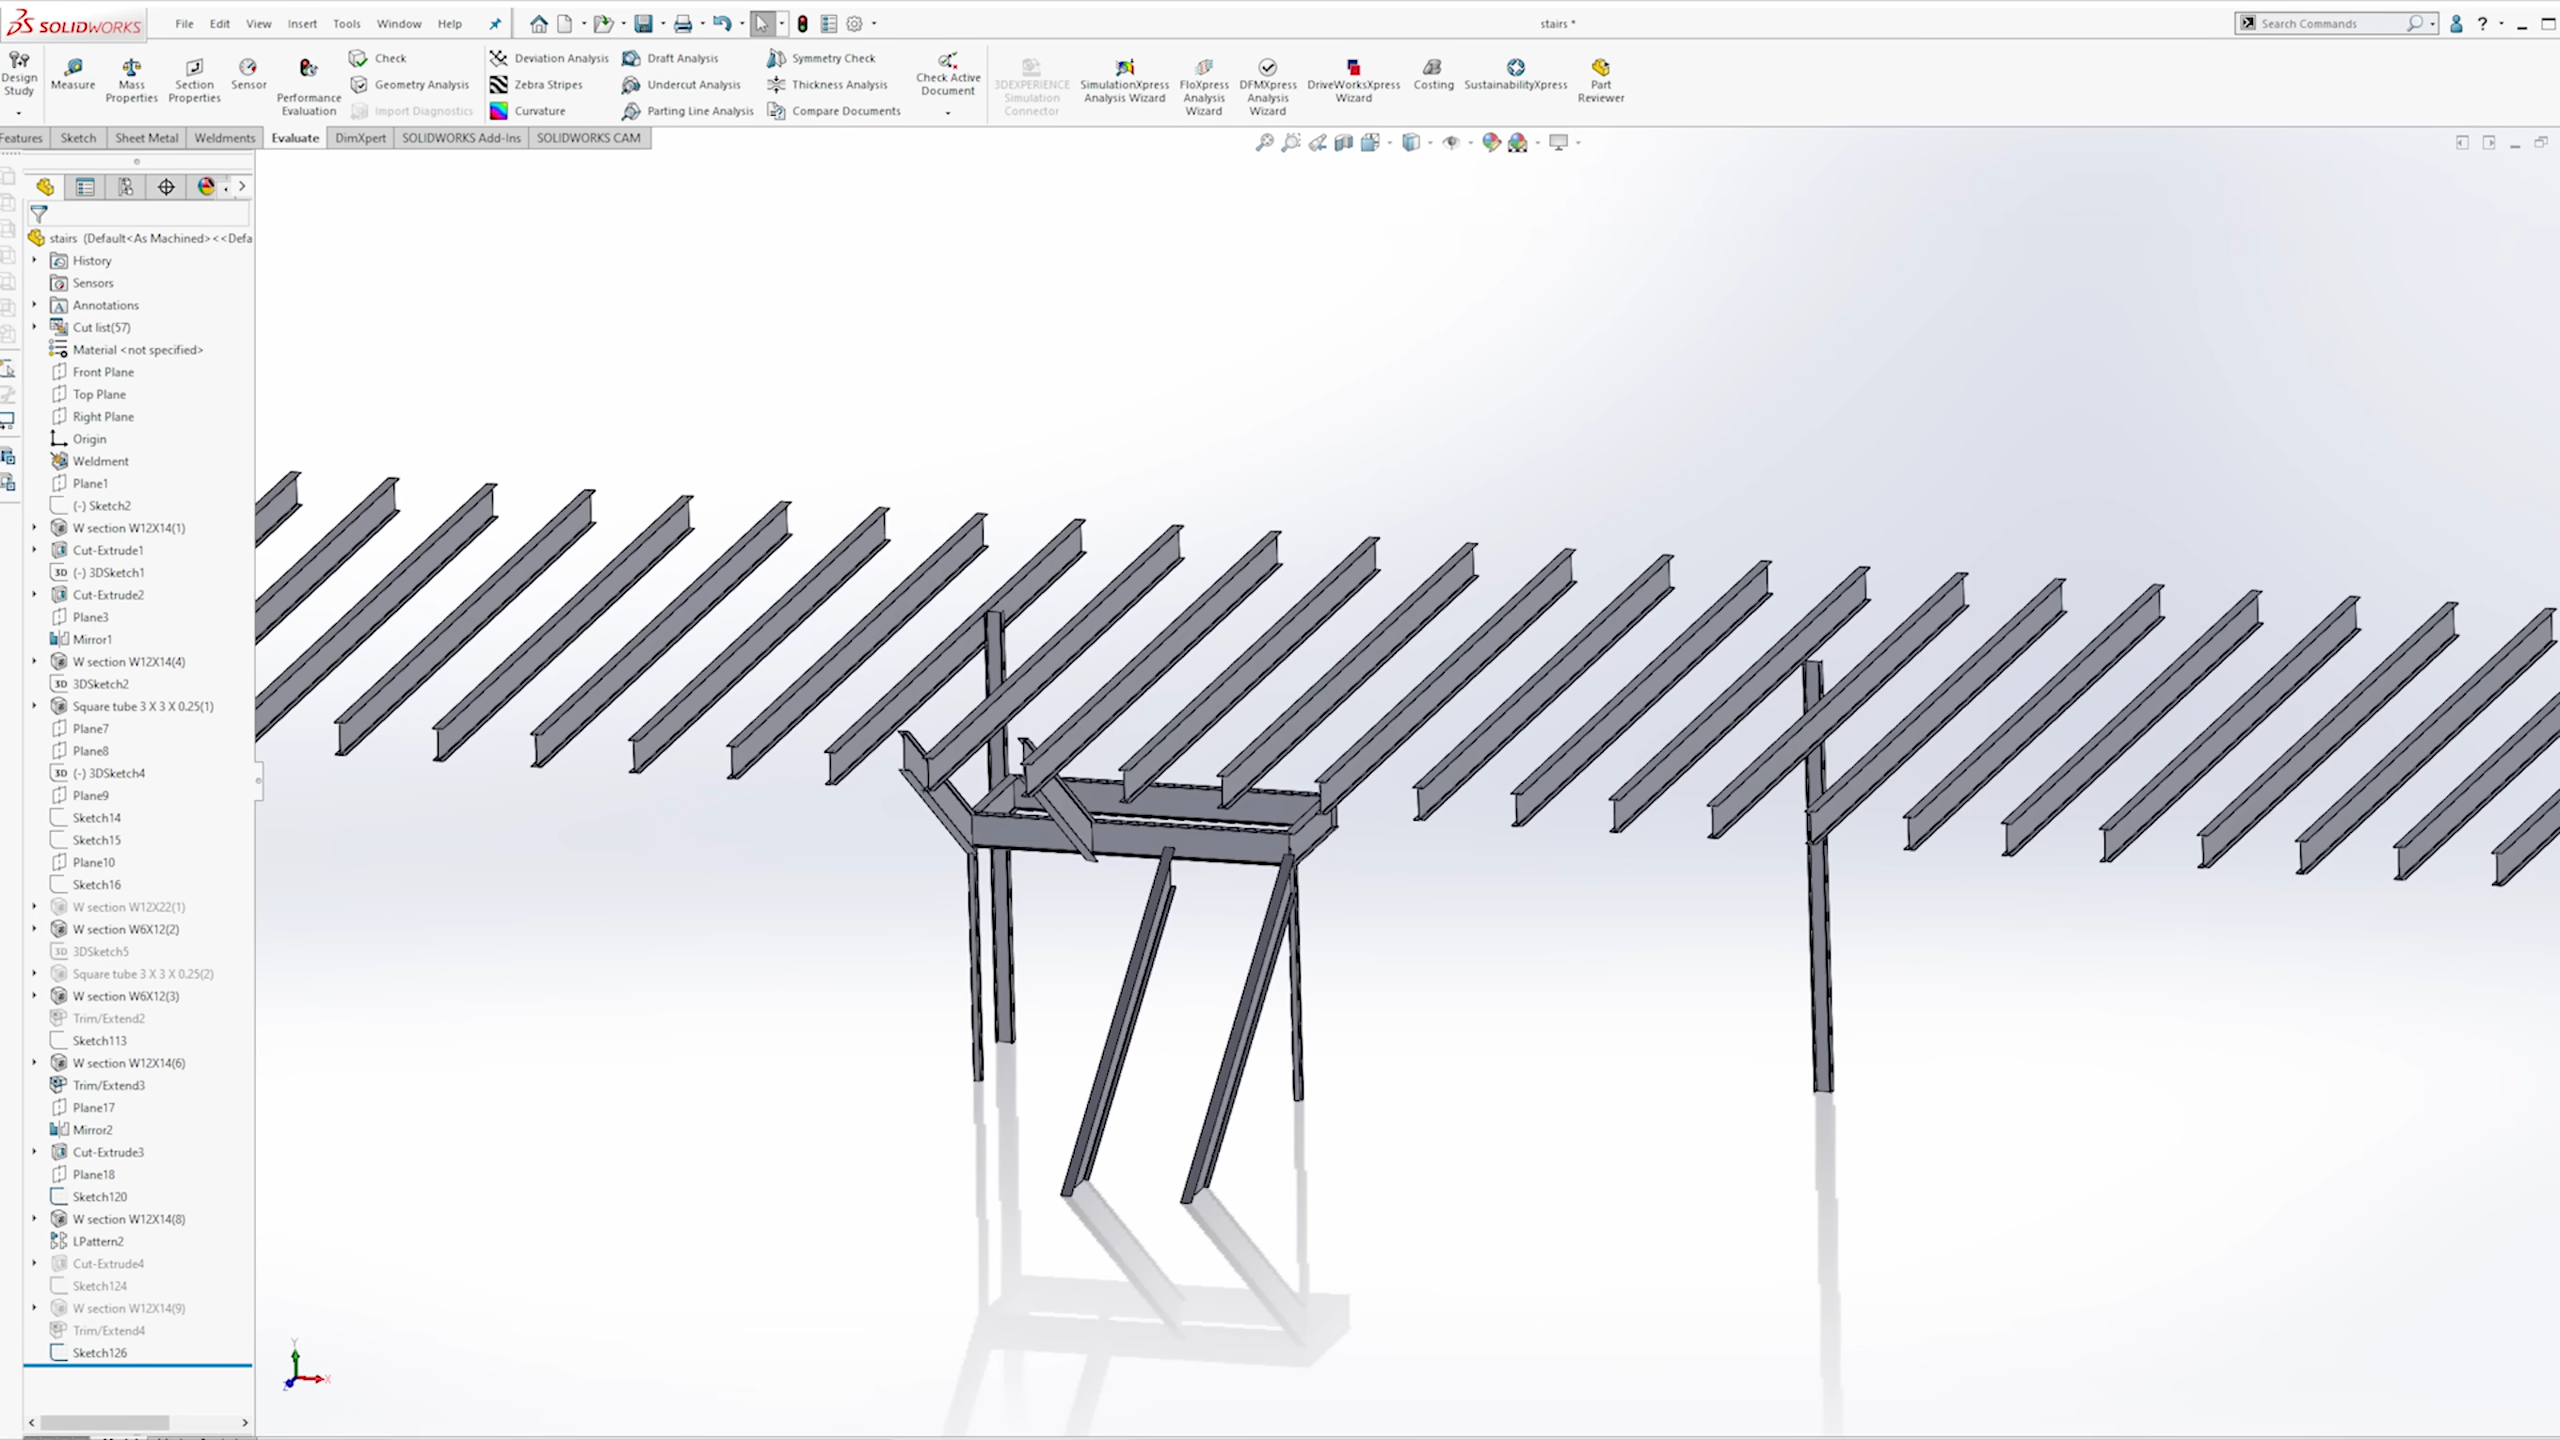 SOLIDWORKS File Edit View Insert Tools Window Help stairs * Search Commands ?
Design Study
Measure
Mass Properties
Section Properties
Sensor
Performance Evaluation
Check
Geometry Analysis
Import Diagnostics
Deviation Analysis
Zebra Stripes
Curvature
Draft Analysis
Undercut Analysis
Parting Line Analysis
Symmetry Check
Thickness Analysis
Compare Documents
Check Active Document
3DEXPERIENCE Simulation Connector
SimulationXpress Analysis Wizard
FloXpress Analysis Wizard
DFMXpress Analysis Wizard
DriveWorksXpress Wizard
Costing
SustainabilityXpress
Part Reviewer
Features Sketch Sheet Metal Weldments Evaluate DimXpert SOLIDWORKS Add-Ins SOLIDWORKS CAM
stairs (Default<As Machined><<Defa
History
Sensors
Annotations
Cut list(57)
Material <not specified>
Front Plane
Top Plane
Right Plane
Origin
Weldment
Plane1
(-) Sketch2
W section W12X14(1)
Cut-Extrude1
3D (-) 3DSketch1
Cut-Extrude2
Plane3
Mirror1
W section W12X14(4)
3D 3DSketch2
Square tube 3 X 3 X 0.25(1)
Plane7
Plane8
3D (-) 3DSketch4
Plane9
Sketch14
Sketch15
Plane10
Sketch16
W section W12X22(1)
W section W6X12(2)
3D 3DSketch5
Square tube 3 X 3 X 0.25(2)
W section W6X12(3)
Trim/Extend2
Sketch113
W section W12X14(6)
Trim/Extend3
Plane17
Mirror2
Cut-Extrude3
Plane18
Sketch120
W section W12X14(8)
LPattern2
Cut-Extrude4
Sketch124
W section W12X14(9)
Trim/Extend4
Sketch126
Y
X
Z